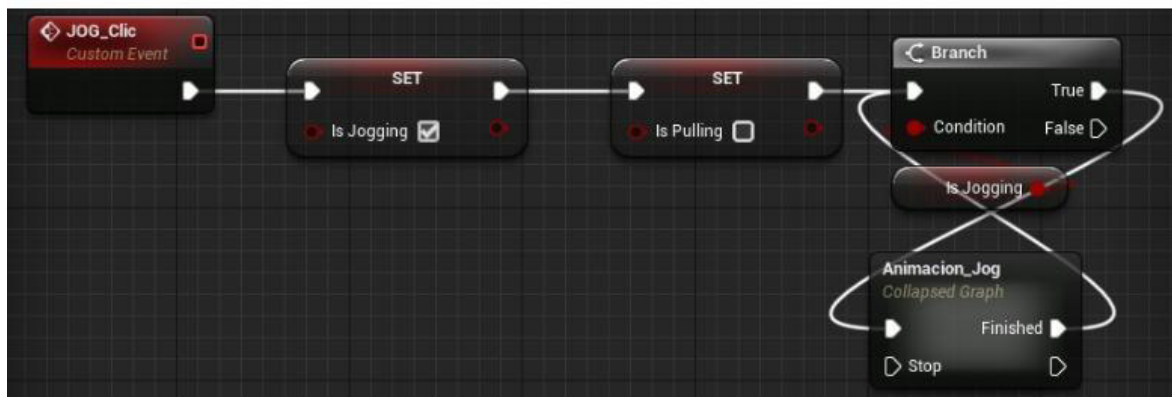 JOG_Clic
Custom Event
SET
Is Jogging
SET
Is Pulling
Branch
True
Condition
False
Is Jogging
Animacion_Jog
Collapsed Graph
Finished
Stop